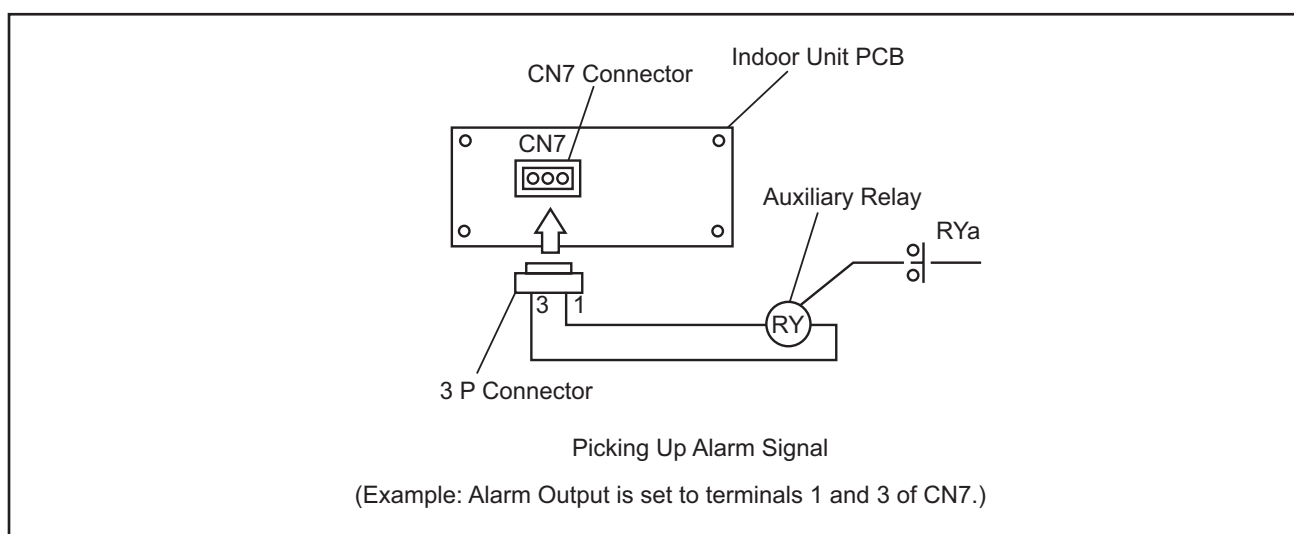 Indoor Unit PCB
CN7 Connector
CN7
Auxiliary Relay
RYa
3 1
RY
3 P Connector
Picking Up Alarm Signal
(Example: Alarm Output is set to terminals 1 and 3 of CN7.)